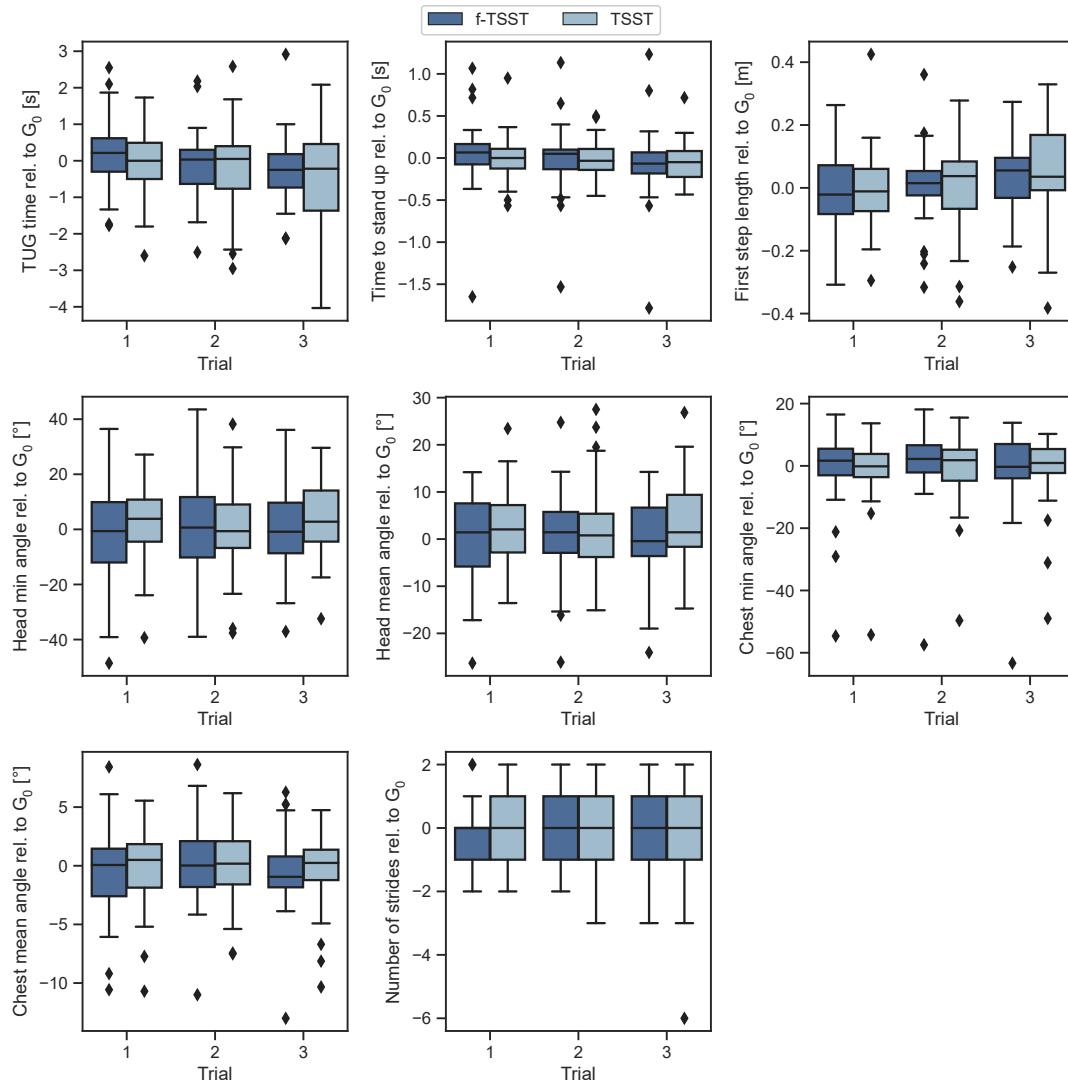 f-TSST TSST
TUG time rel. to G₀ [s]
3
2
1
0
−1
−2
−3
−4
1 2 3
Trial
Time to stand up rel. to G₀ [s]
1.0
0.5
0.0
−0.5
−1.0
−1.5
1 2 3
Trial
First step length rel. to G₀ [m]
0.4
0.2
0.0
−0.2
−0.4
1 2 3
Trial
Head min angle rel. to G₀ [°]
40
20
0
−20
−40
1 2 3
Trial
Head mean angle rel. to G₀ [°]
30
20
10
0
−10
−20
1 2 3
Trial
Chest min angle rel. to G₀ [°]
20
0
−20
−40
−60
1 2 3
Trial
Chest mean angle rel. to G₀ [°]
5
0
−5
−10
1 2 3
Trial
Number of strides rel. to G₀
2
0
−2
−4
−6
1 2 3
Trial